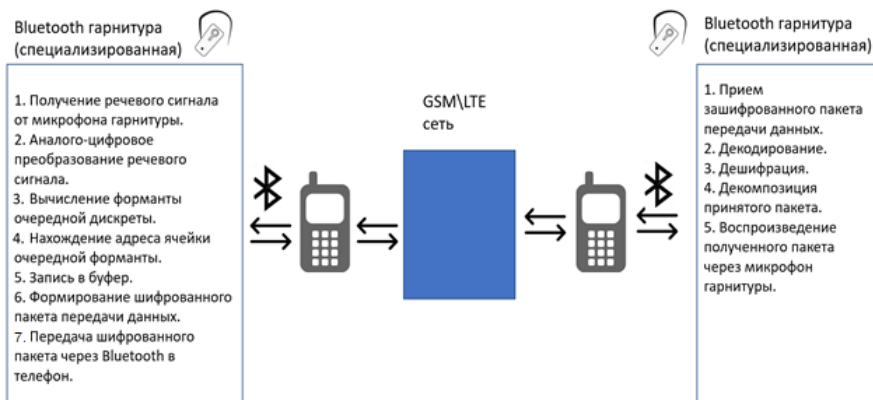 Bluetooth гарнитура
(специализированная)
1. Получение речевого сигнала
от микрофона гарнитуры.
2. Аналого-цифровое
преобразование речевого
сигнала.
3. Вычисление форманты
очередной дискреты.
4. Нахождение адреса ячейки
очередной форманты.
5. Запись в буфер.
6. Формирование шифрованного
пакета передачи данных.
7. Передача шифрованного
пакета через Bluetooth в
телефон.
GSM\LTE
сеть
Bluetooth гарнитура
(специализированная)
1. Прием
зашифрованного пакета
передачи данных.
2. Декодирование.
3. Дешифрация.
4. Декомпозиция
принятого пакета.
5. Воспроизведение
полученного пакета
через микрофон
гарнитуры.